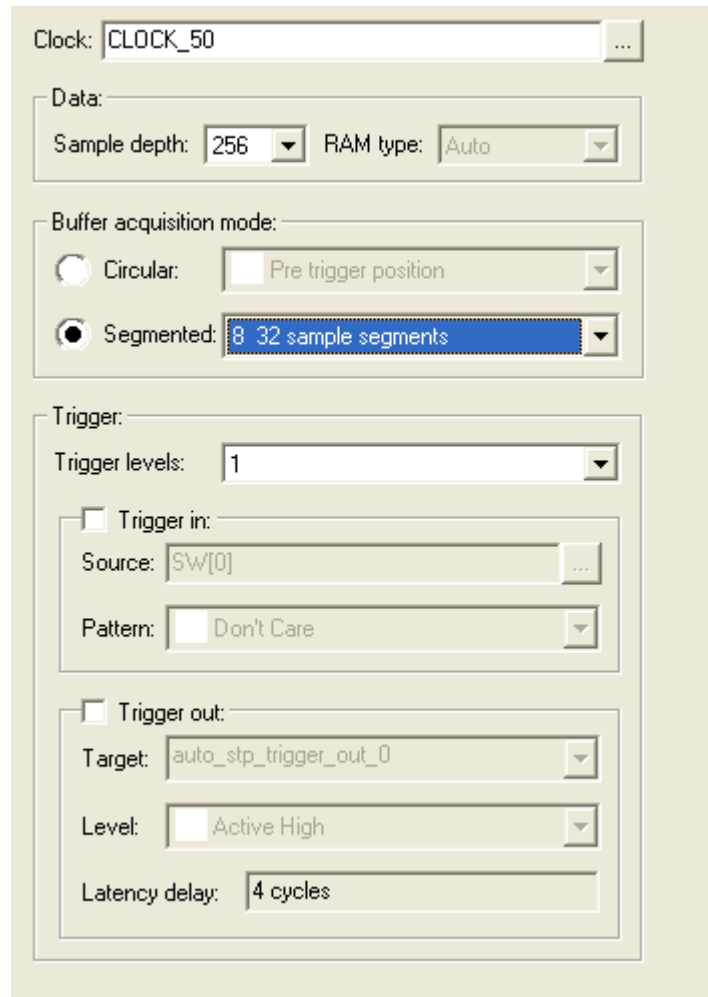 Clock: CLOCK_50 ...
Data:
Sample depth: 256 RAM type: Auto
Buffer acquisition mode:
Circular: Pre trigger position
Segmented: 8 32 sample segments
Trigger:
Trigger levels: 1
Trigger in:
Source: SW[0] ...
Pattern: Don't Care
Trigger out:
Target: auto_stp_trigger_out_0
Level: Active High
Latency delay: 4 cycles